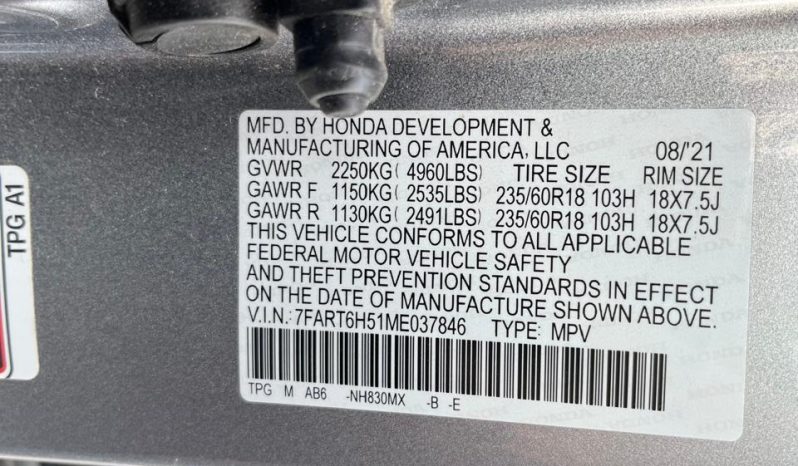 MFD. BY HONDA DEVELOPMENT &
MANUFACTURING OF AMERICA, LLC 08/'21
GVWR 2250KG( 4960LBS) TIRE SIZE RIM SIZE
GAWR F 1150KG( 2535LBS) 235/60R18 103H 18X7.5J
GAWR R 1130KG( 2491LBS) 235/60R18 103H 18X7.5J
THIS VEHICLE CONFORMS TO ALL APPLICABLE
FEDERAL MOTOR VEHICLE SAFETY
AND THEFT PREVENTION STANDARDS IN EFFECT
ON THE DATE OF MANUFACTURE SHOWN ABOVE.
V.I.N.:7FART6H51ME037846 TYPE: MPV
TPG M AB6 -NH830MX -B -E
TPG A1